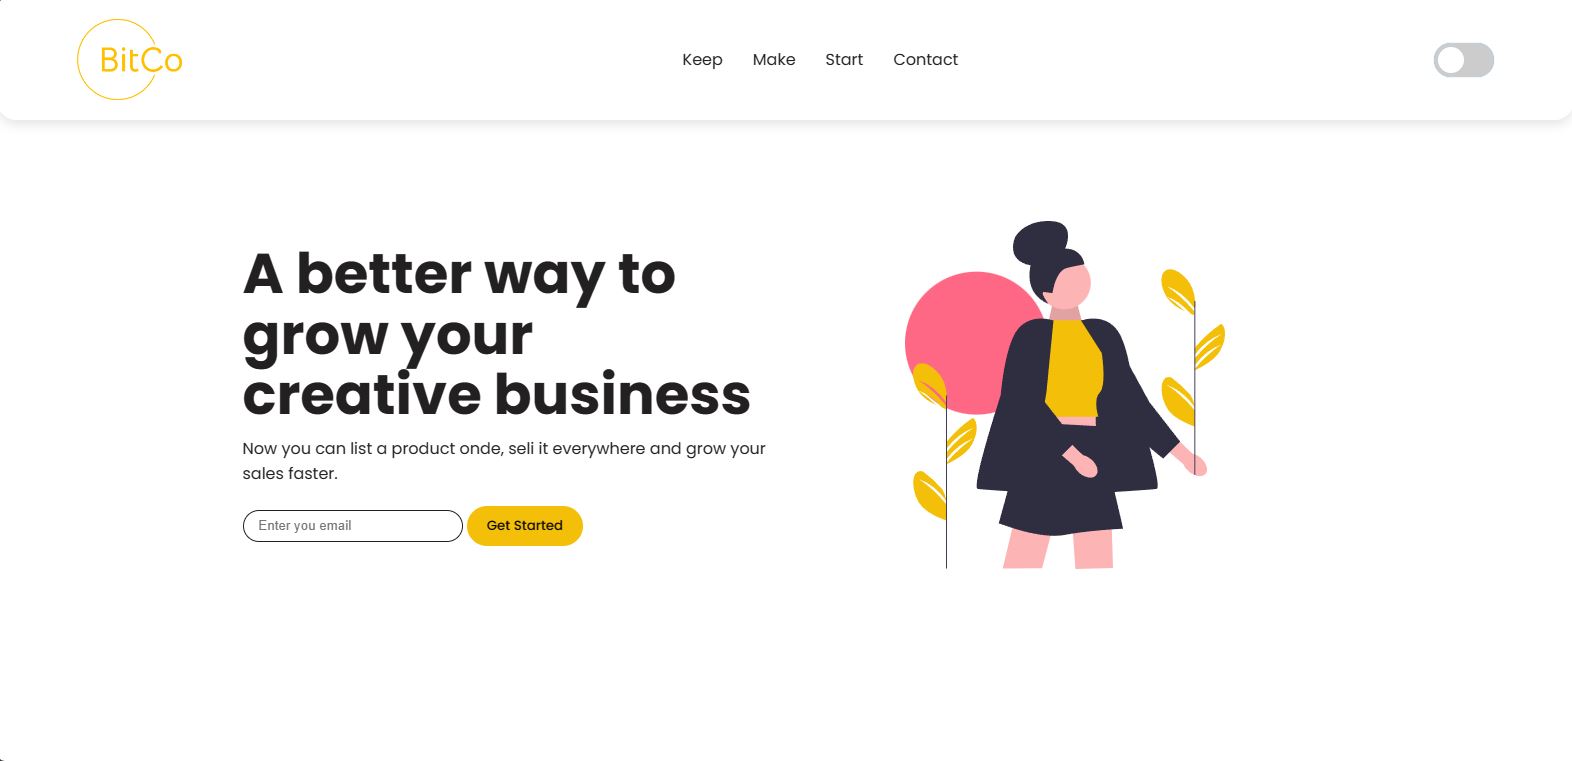 BitCo
Keep Make Start Contact
A better way to
grow your
creative business
Now you can list a product onde, seli it everywhere and grow your
sales faster.
Enter you email Get Started